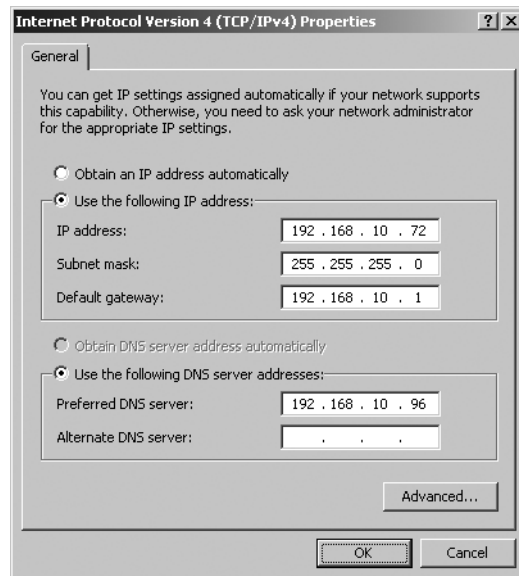 Internet Protocol Version 4 (TCP/IPv4) Properties
General
You can get IP settings assigned automatically if your network supports
this capability. Otherwise, you need to ask your network administrator
for the appropriate IP settings.
Obtain an IP address automatically
Use the following IP address:
IP address: 192 . 168 . 10 . 72
Subnet mask: 255 . 255 . 255 . 0
Default gateway: 192 . 168 . 10 . 1
Obtain DNS server address automatically
Use the following DNS server addresses:
Preferred DNS server: 192 . 168 . 10 . 96
Alternate DNS server: . . .
Advanced...
OK Cancel